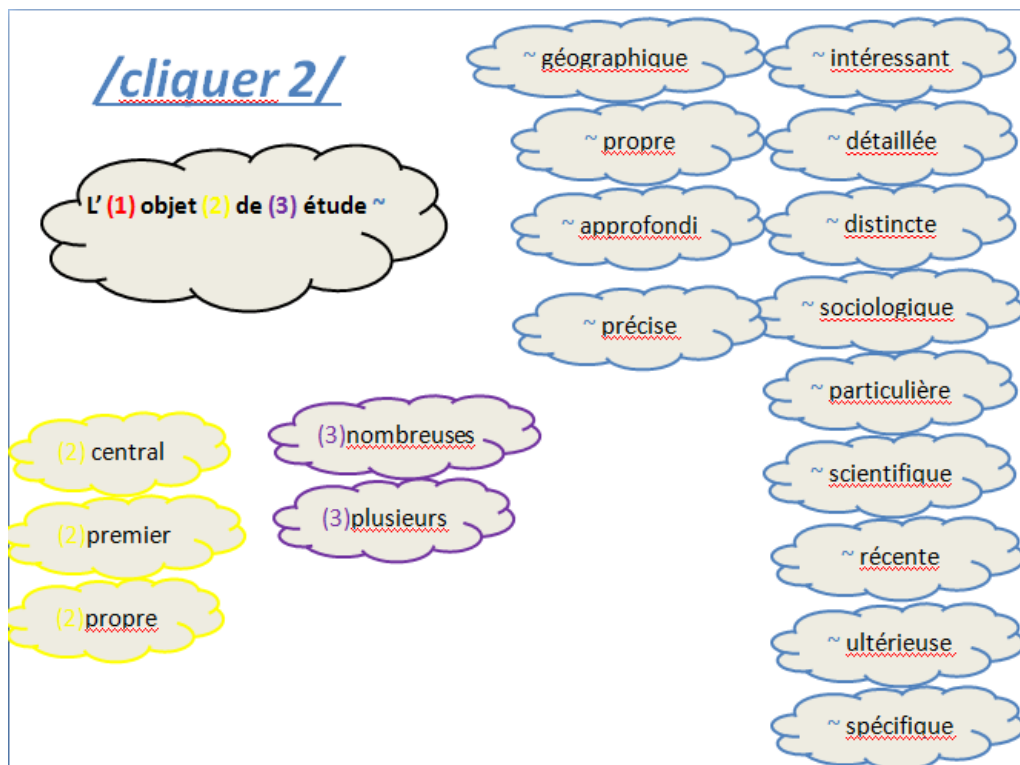 /cliquer 2/
L' (1) objet (2) de (3) étude ~
~ géographique
~ propre
~ approfondi
~ précise
~ intéressant
~ détaillée
~ distincte
~ sociologique
~ particulière
~ scientifique
~ récente
~ ultérieuse
~ spécifique
(2) central
(2)premier
(2)propre
(3)nombreuses
(3)plusieurs